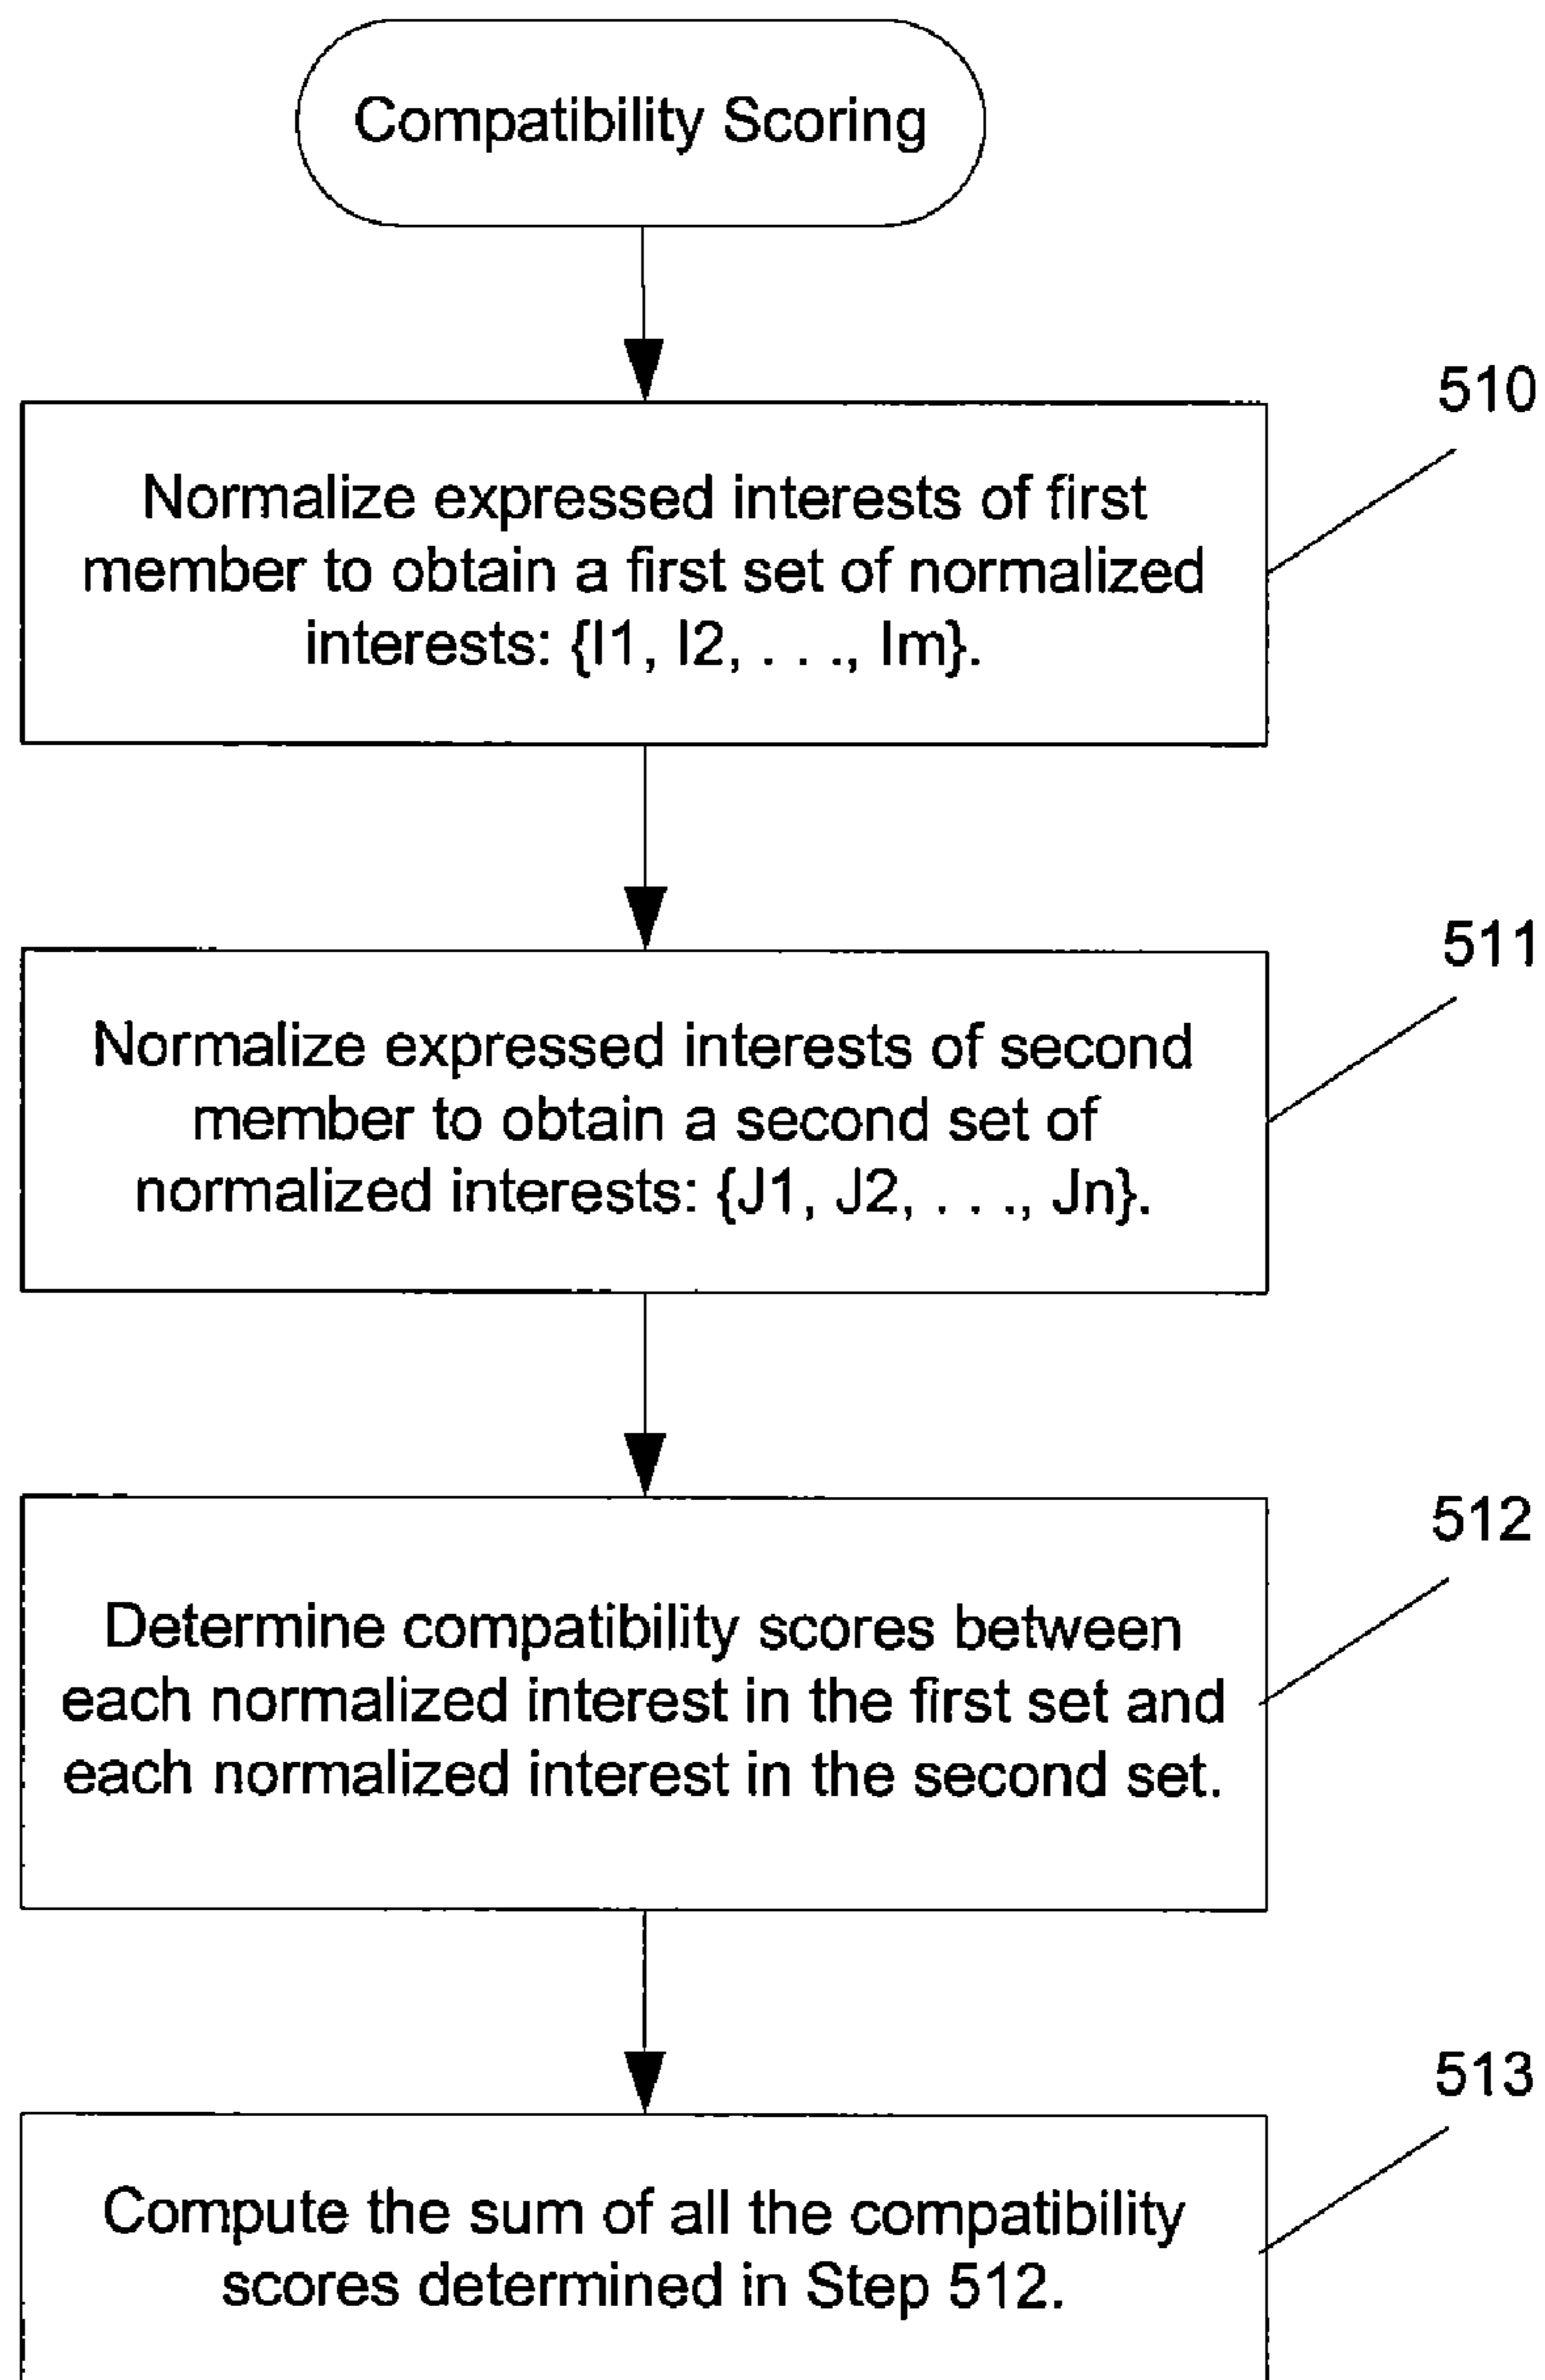 Compatibility Scoring
510
Normalize expressed interests of first
member to obtain a first set of normalized
interests: {I1, I2, . . ., Im}.
511
Normalize expressed interests of second
member to obtain a second set of
normalized interests: {J1, J2, . . ., Jn}.
512
Determine compatibility scores between
each normalized interest in the first set and
each normalized interest in the second set.
513
Compute the sum of all the compatibility
scores determined in Step 512.